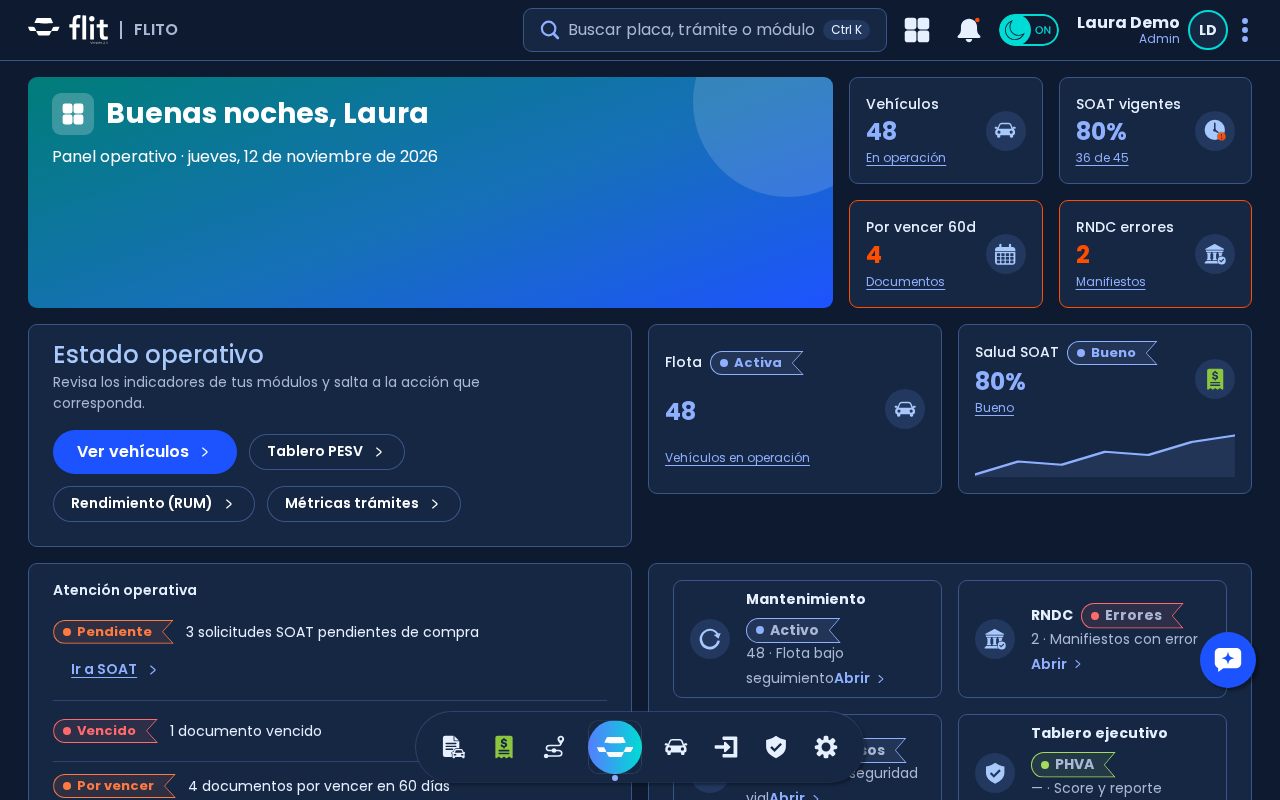 flit | FLITO
Buscar placa, trámite o módulo Ctrl K
ON
Laura Demo
Admin
LD
Buenas noches, Laura
Panel operativo · jueves, 12 de noviembre de 2026
Vehículos
48
En operación
SOAT vigentes
80%
36 de 45
Por vencer 60d
4
Documentos
RNDC errores
2
Manifiestos
Estado operativo
Revisa los indicadores de tus módulos y salta a la acción que
corresponda.
Ver vehículos
Tablero PESV
Rendimiento (RUM)
Métricas trámites
Flota Activa
48
Vehículos en operación
Salud SOAT Bueno
80%
Bueno
Atención operativa
Pendiente 3 solicitudes SOAT pendientes de compra
Ir a SOAT
Vencido 1 documento vencido
Por vencer 4 documentos por vencer en 60 días
Mantenimiento
Activo
48 · Flota bajo
seguimientoAbrir
RNDC Errores
2 · Manifiestos con error
Abrir
seguridad
vialAbrir
Tablero ejecutivo
PHVA
— · Score y reporte